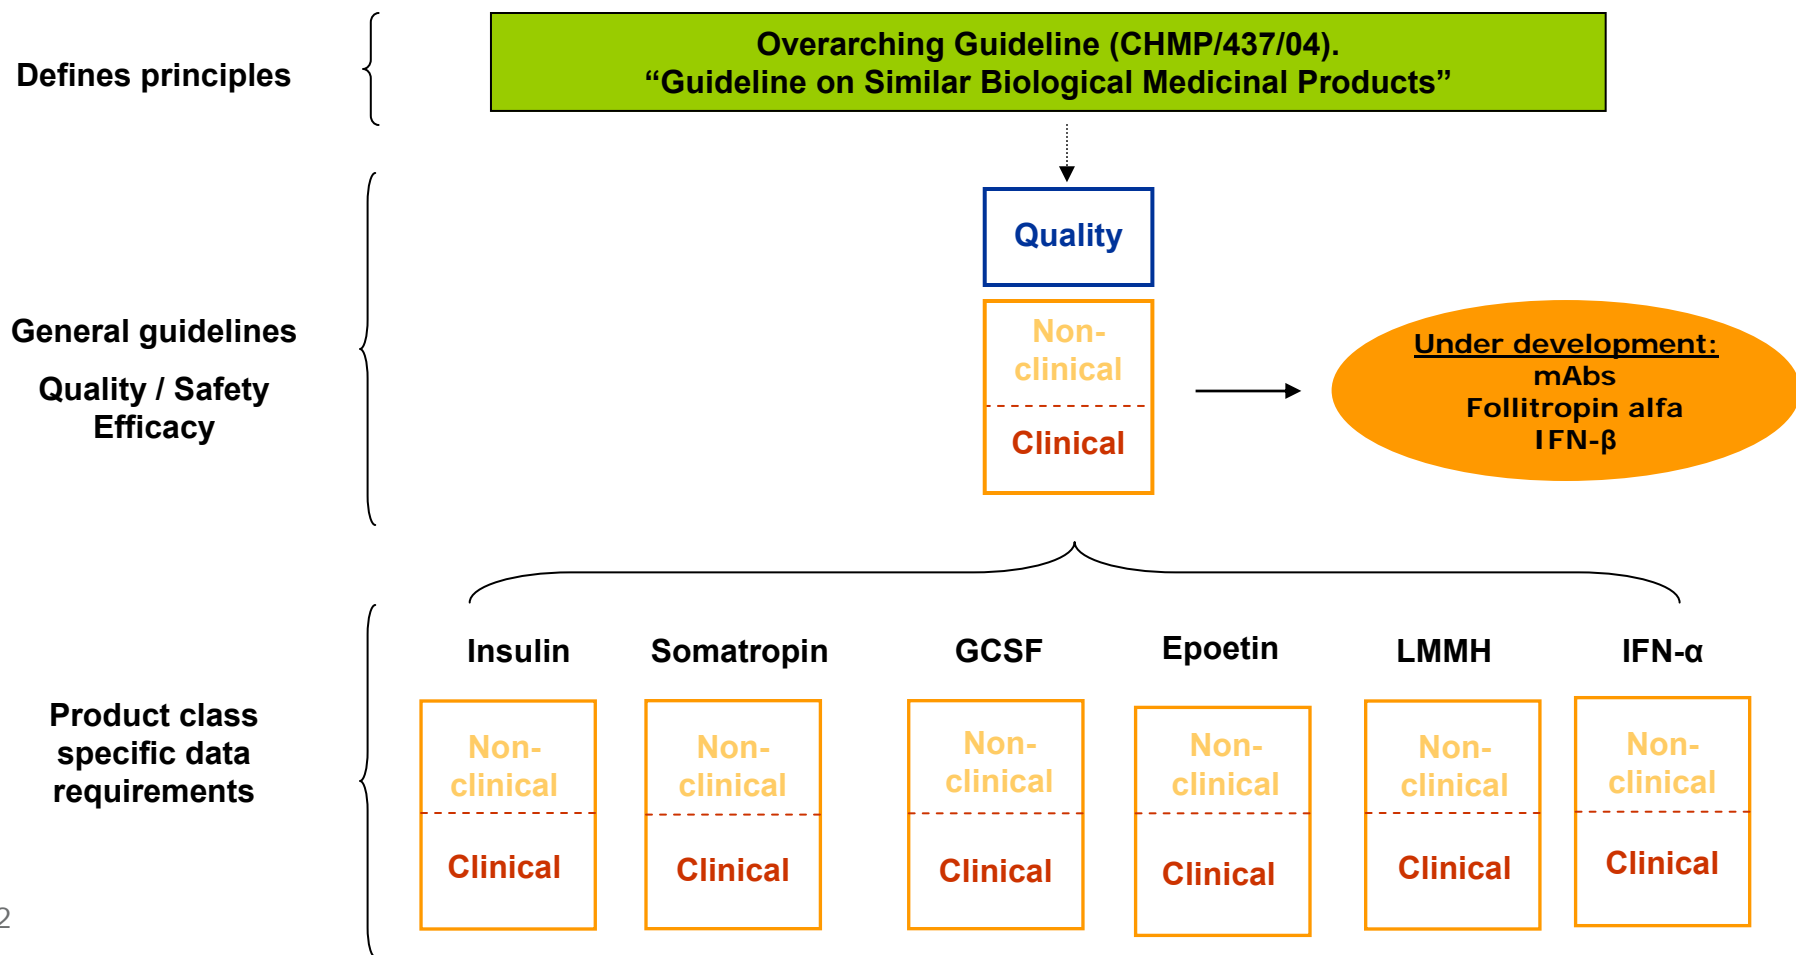 Overarching Guideline (CHMP/437/04).
“Guideline on Similar Biological Medicinal Products”
Defines principles
Quality
General guidelines
Quality / Safety
Efficacy
Non-
clinical
Clinical
Under development:
mAbs
Follitropin alfa
IFN-β
Insulin
Somatropin
GCSF
Epoetin
LMMH
IFN-α
Product class
specific data
requirements
Non-
clinical
Clinical
Non-
clinical
Clinical
Non-
clinical
Clinical
Non-
clinical
Clinical
Non-
clinical
Clinical
Non-
clinical
Clinical
2